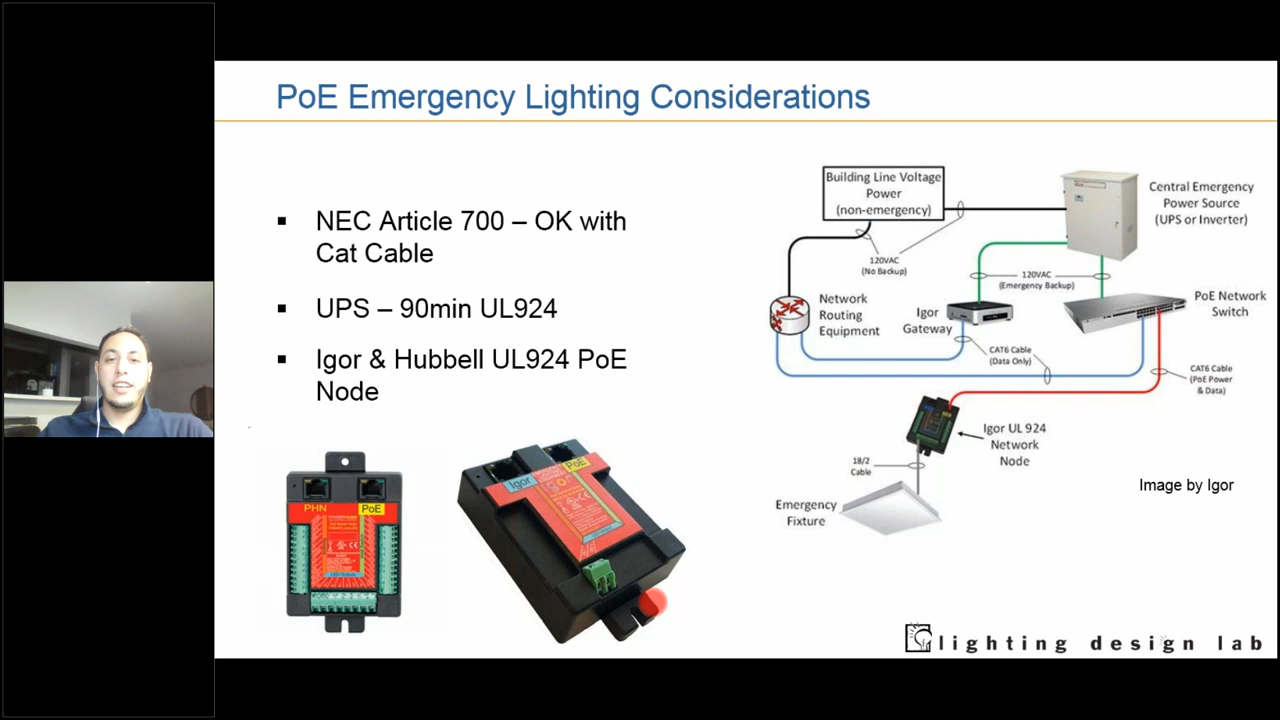 PoE Emergency Lighting Considerations
▪ NEC Article 700 – OK with
Cat Cable
▪ UPS – 90min UL924
▪ Igor & Hubbell UL924 PoE
Node
PHN
PoE
Igor
PoE
Building Line Voltage
Power
(non-emergency)
Central Emergency
Power Source
(UPS or Inverter)
120VAC
(No Backup)
120VAC
(Emergency Backup)
Network
Routing
Equipment
Igor
Gateway
PoE Network
Switch
CAT6 Cable
(Data Only)
CAT6 Cable
(PoE Power
& Data)
Igor UL 924
Network
Node
18/2
Cable
Emergency
Fixture
Image by Igor
lighting design lab